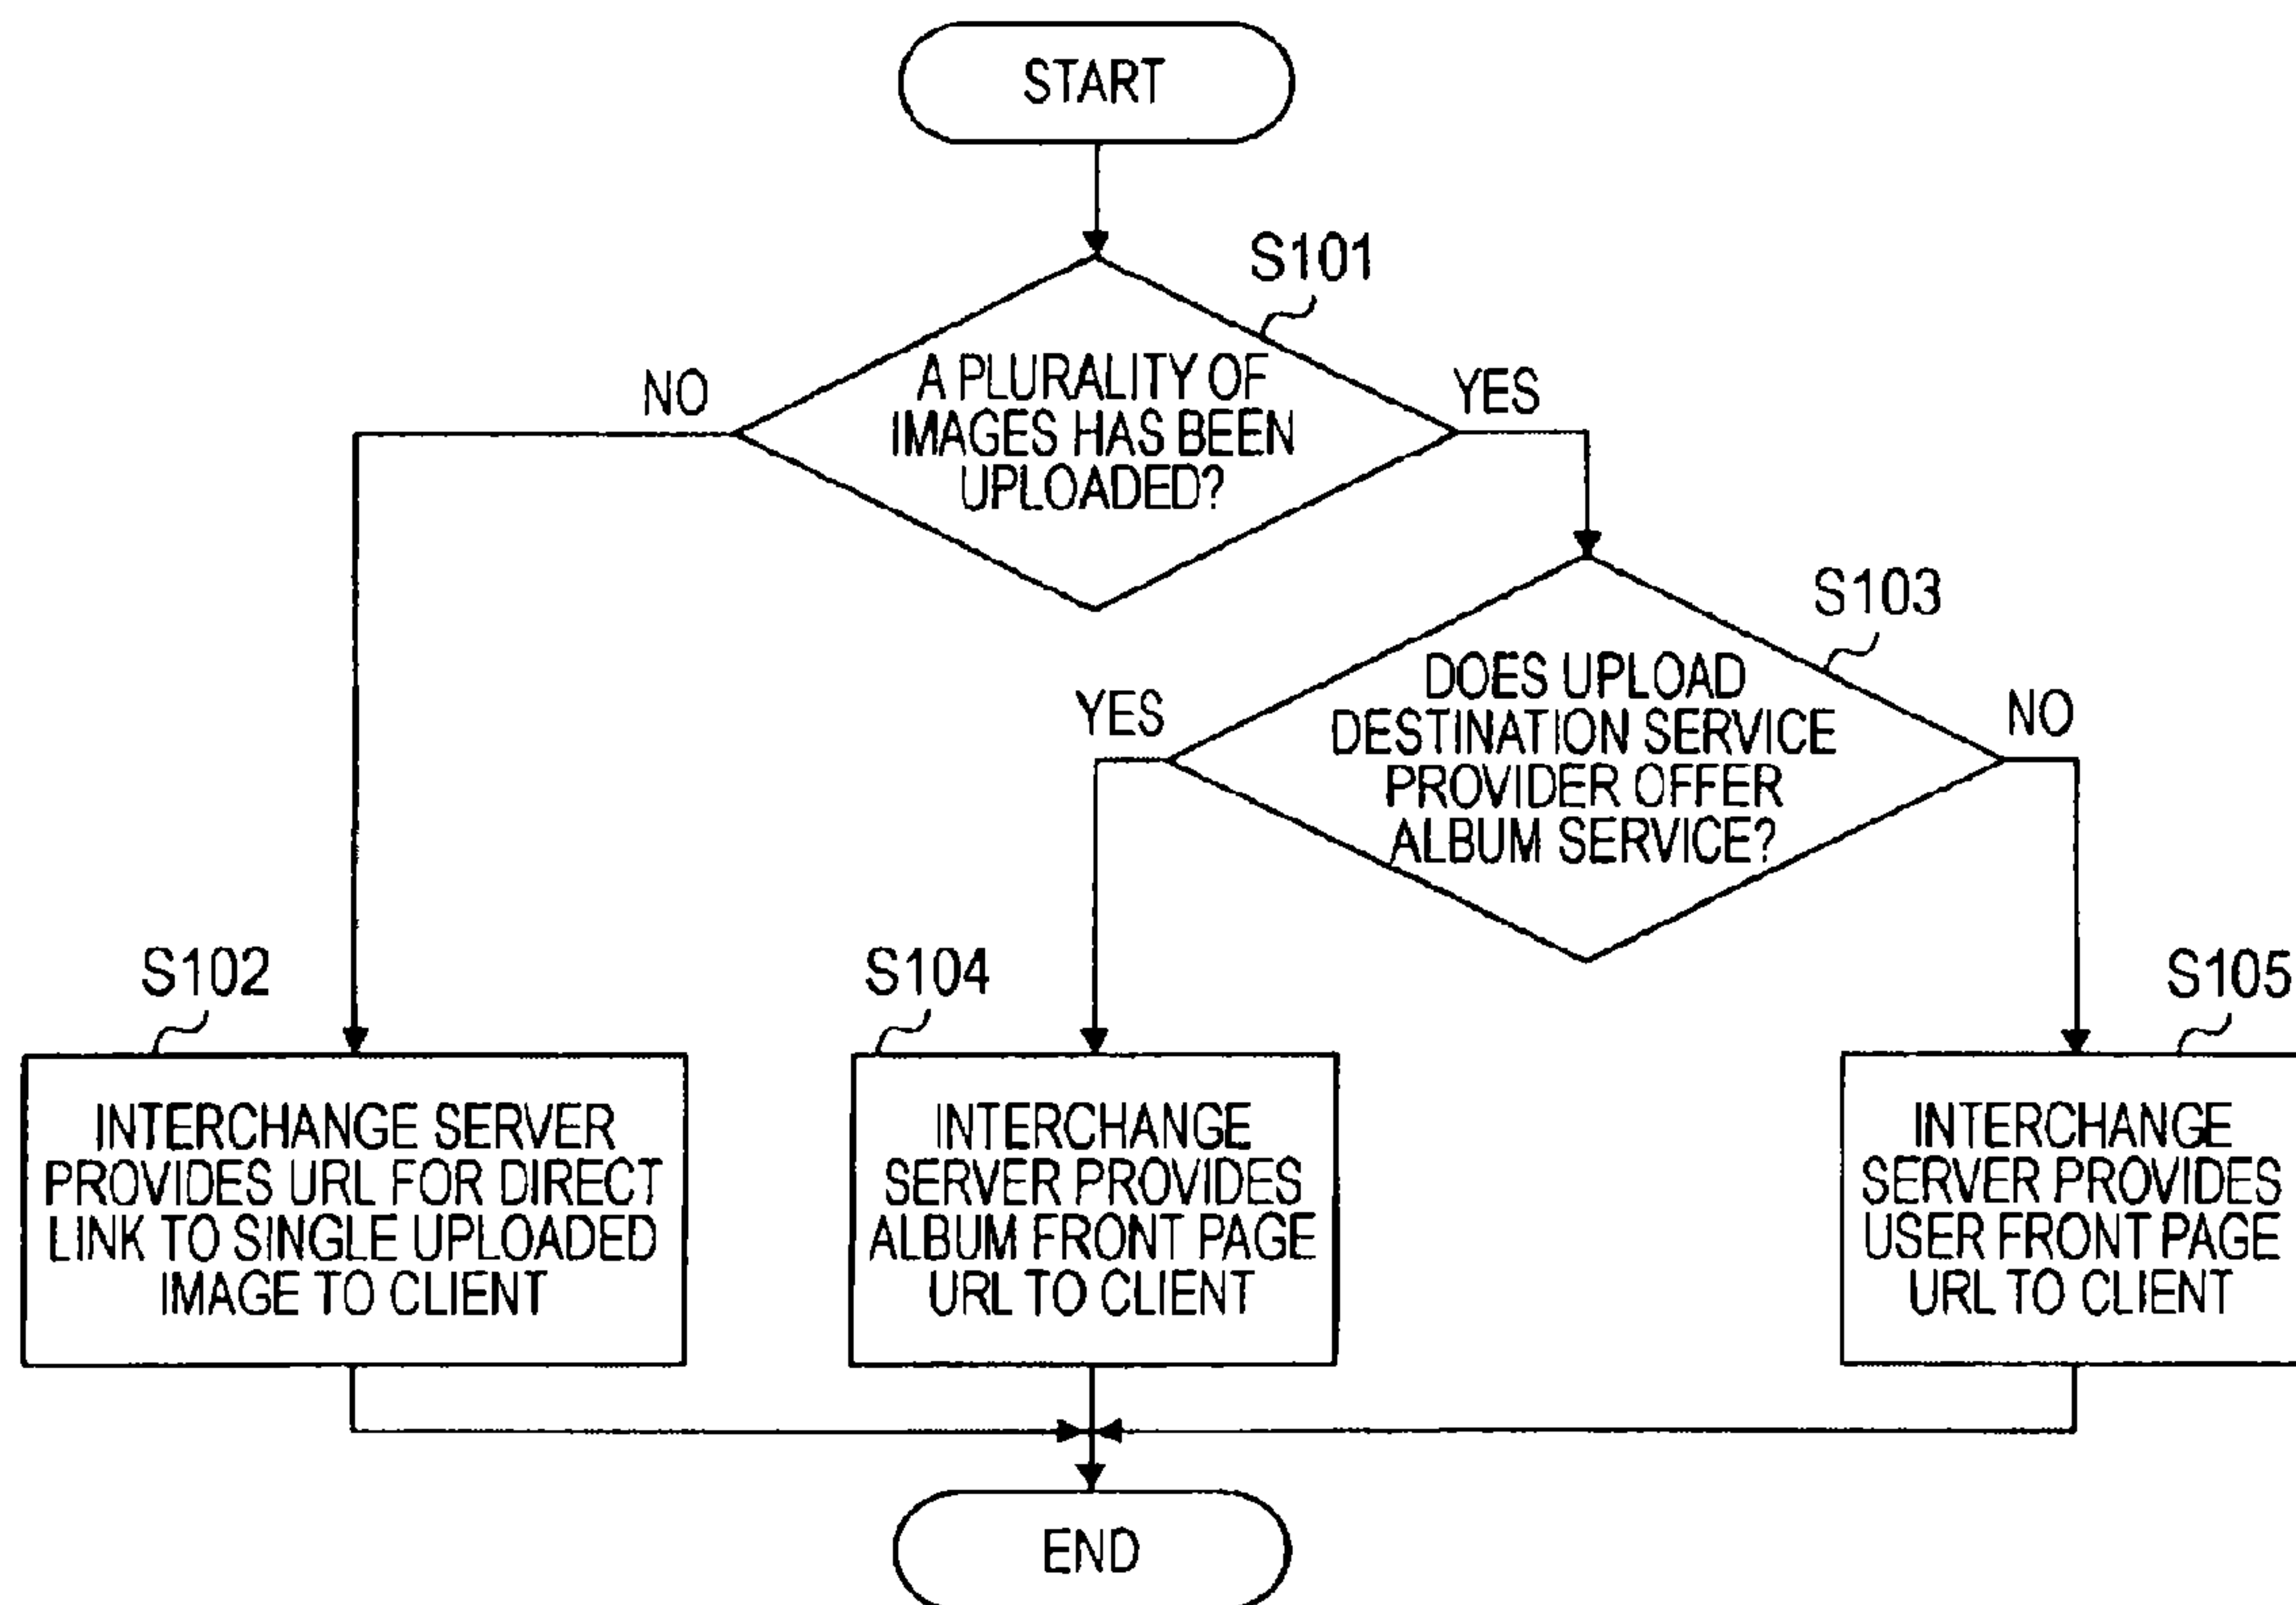 START
S101
A PLURALITY OF
IMAGES HAS BEEN
UPLOADED?
NO
YES
S103
DOES UPLOAD
DESTINATION SERVICE
PROVIDER OFFER
ALBUM SERVICE?
YES
NO
S102
INTERCHANGE SERVER
PROVIDES URL FOR DIRECT
LINK TO SINGLE UPLOADED
IMAGE TO CLIENT
S104
INTERCHANGE
SERVER PROVIDES
ALBUM FRONT PAGE
URL TO CLIENT
S105
INTERCHANGE
SERVER PROVIDES
USER FRONT PAGE
URL TO CLIENT
END